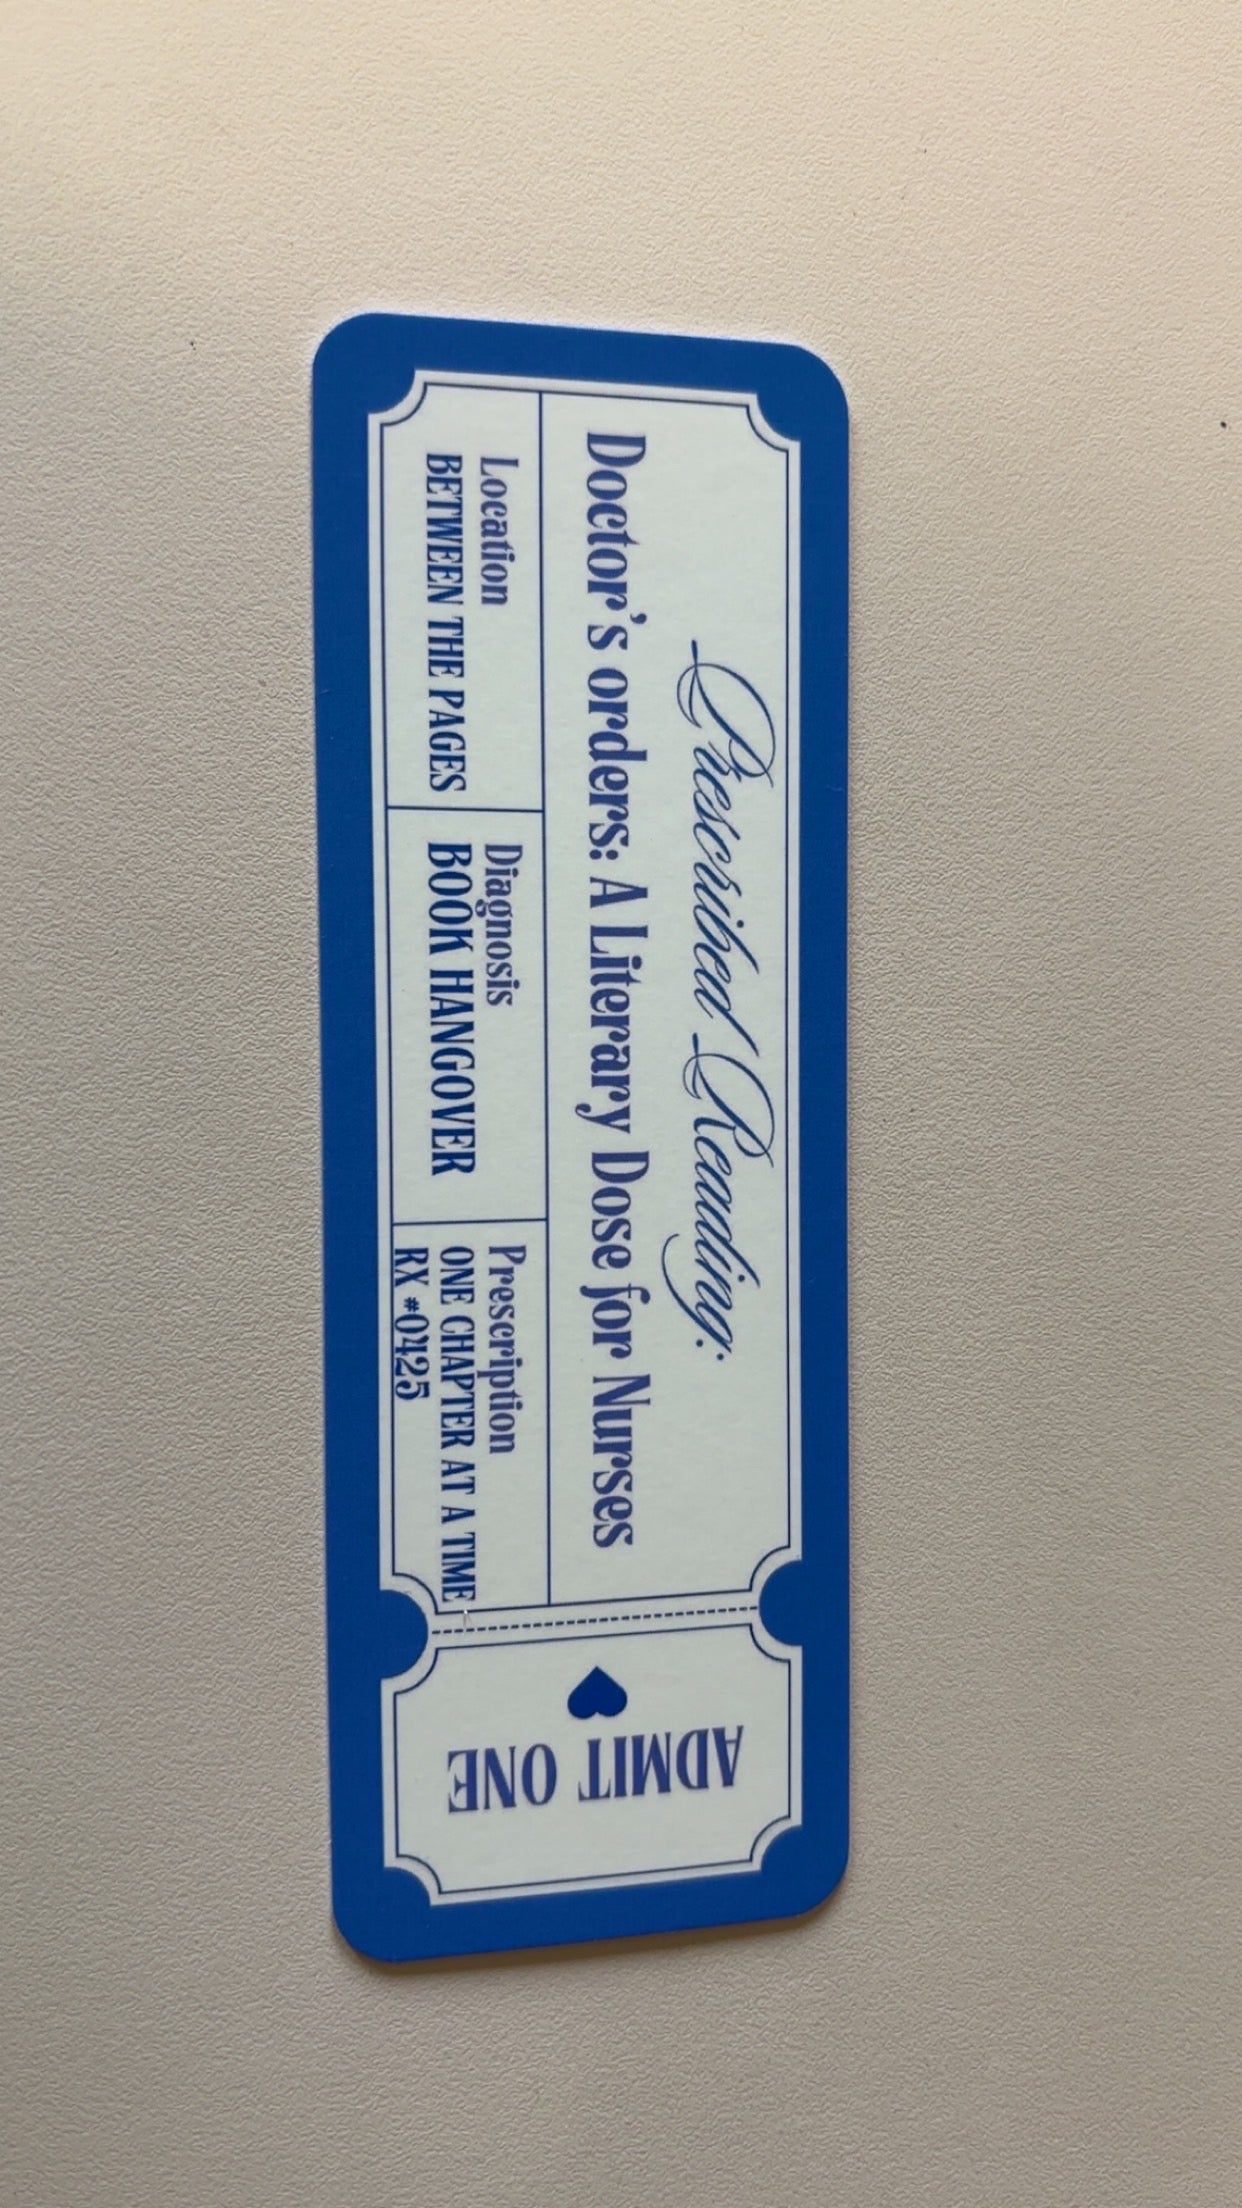 Prescribed Reading:
Doctor's orders: A Literary Dose for Nurses
Location
BETWEEN THE PAGES
Diagnosis
BOOK HANGOVER
Prescription
ONE CHAPTER AT A TIME
RX #0425
ADMIT ONE